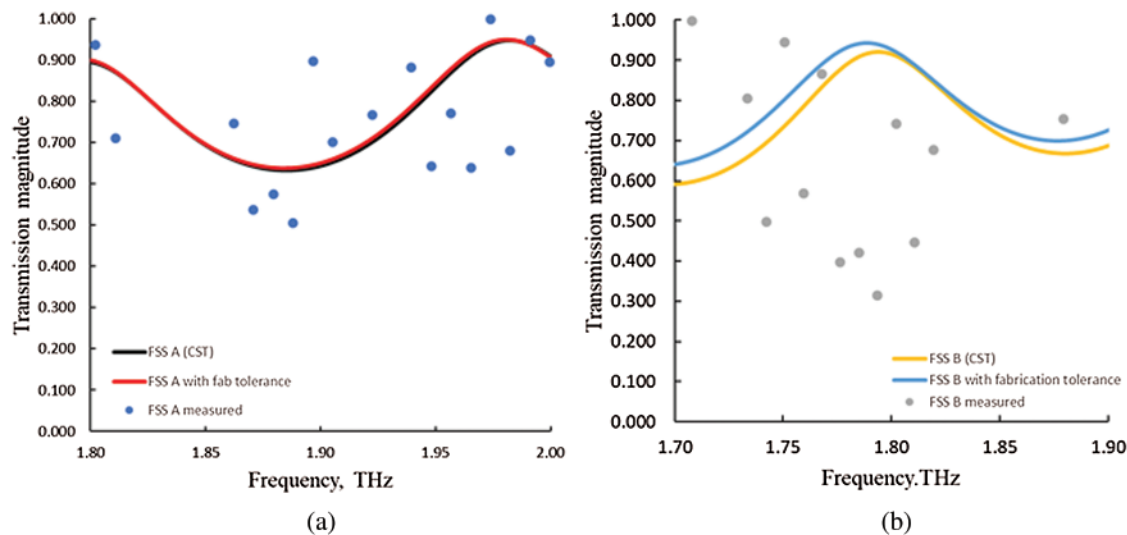 1.000
0.900
0.800
0.700
0.600
0.500
0.400
0.300
0.200
0.100
0.000
Transmission magnitude
FSS A (CST)
FSS A with fab tolerance
FSS A measured
1.80 1.85 1.90 1.95 2.00
Frequency, THz
(a)
1.000
0.900
0.800
0.700
0.600
0.500
0.400
0.300
0.200
0.100
0.000
Transmission magnitude
FSS B (CST)
FSS B with fabrication tolerance
FSS B measured
1.70 1.75 1.80 1.85 1.90
Frequency.THz
(b)